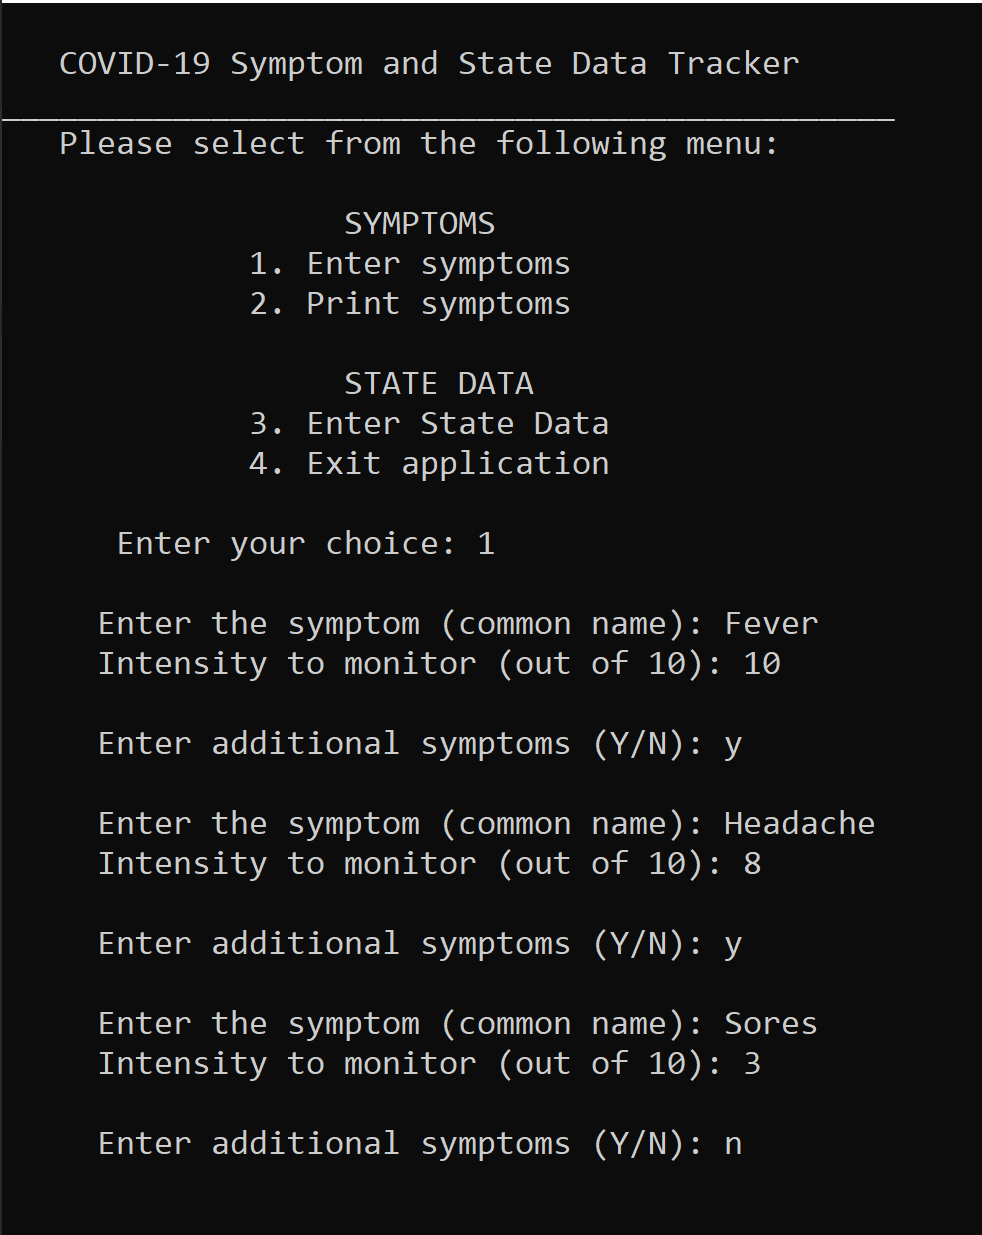 COVID-19 Symptom and State Data Tracker
_______________________________________________
Please select from the following menu:
SYMPTOMS
1. Enter symptoms
2. Print symptoms
STATE DATA
3. Enter State Data
4. Exit application
Enter your choice: 1
Enter the symptom (common name): Fever
Intensity to monitor (out of 10): 10
Enter additional symptoms (Y/N): y
Enter the symptom (common name): Headache
Intensity to monitor (out of 10): 8
Enter additional symptoms (Y/N): y
Enter the symptom (common name): Sores
Intensity to monitor (out of 10): 3
Enter additional symptoms (Y/N): n